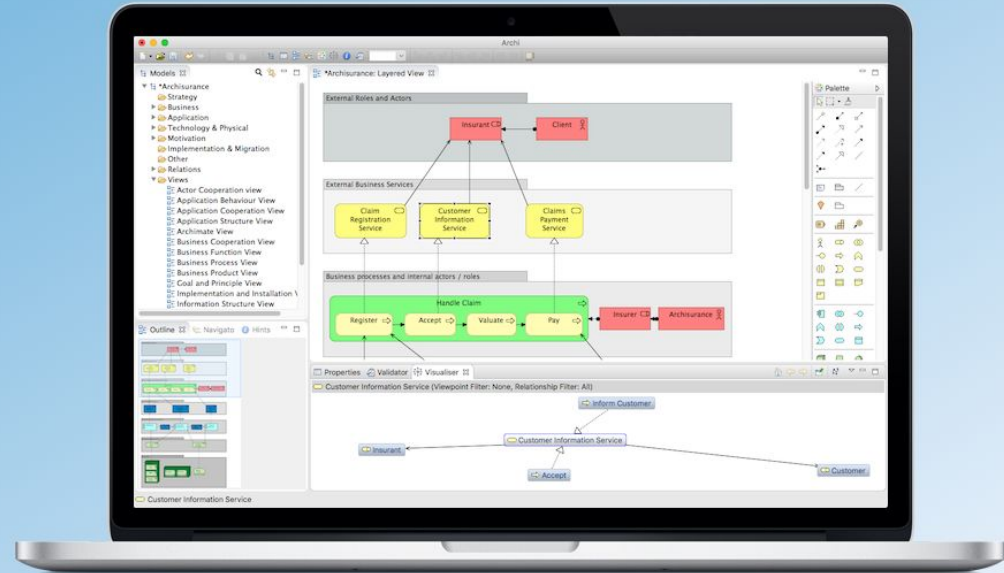 Archi
Models
*Archisurance: Layered View
*Archisurance
Strategy
Business
Application
Technology & Physical
Motivation
Implementation & Migration
Other
Relations
Views
Actor Cooperation view
Application Behaviour View
Application Cooperation View
Application Structure View
Archimate View
Business Cooperation View
Business Function View
Business Process View
Business Product View
Goal and Principle View
Implementation and Installation V
Information Structure View
Outline
Navigato
Hints
Customer Information Service
External Roles and Actors
Insurant
Client
External Business Services
Claim
Registration
Service
Customer
Information
Service
Claims
Payment
Service
Business processes and internal actors / roles
Handle Claim
Register
Accept
Valuate
Pay
Insurer
Archisurance
Palette
Properties
Validator
Visualiser
Customer Information Service (Viewpoint Filter: None, Relationship Filter: All)
Inform Customer
Customer Information Service
Insurant
Accept
Customer